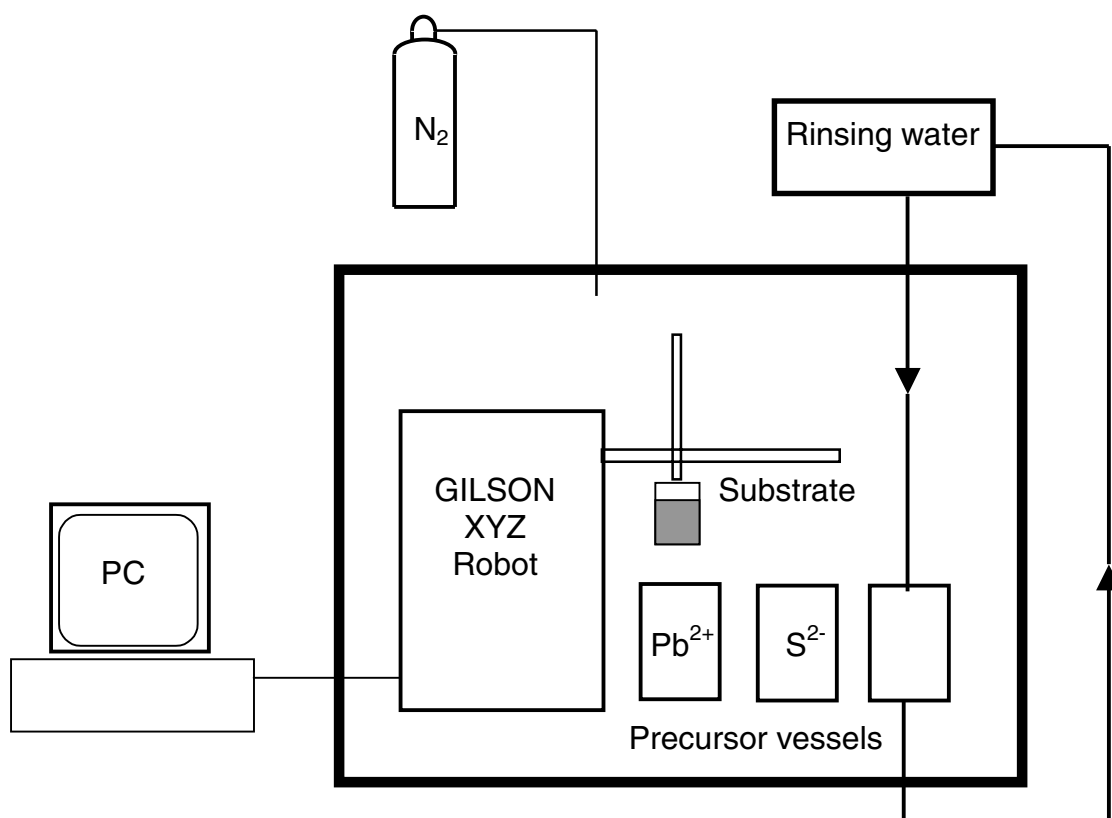 N₂
Rinsing water
GILSON
XYZ
Robot
Substrate
PC
Pb²⁺
S²⁻
Precursor vessels